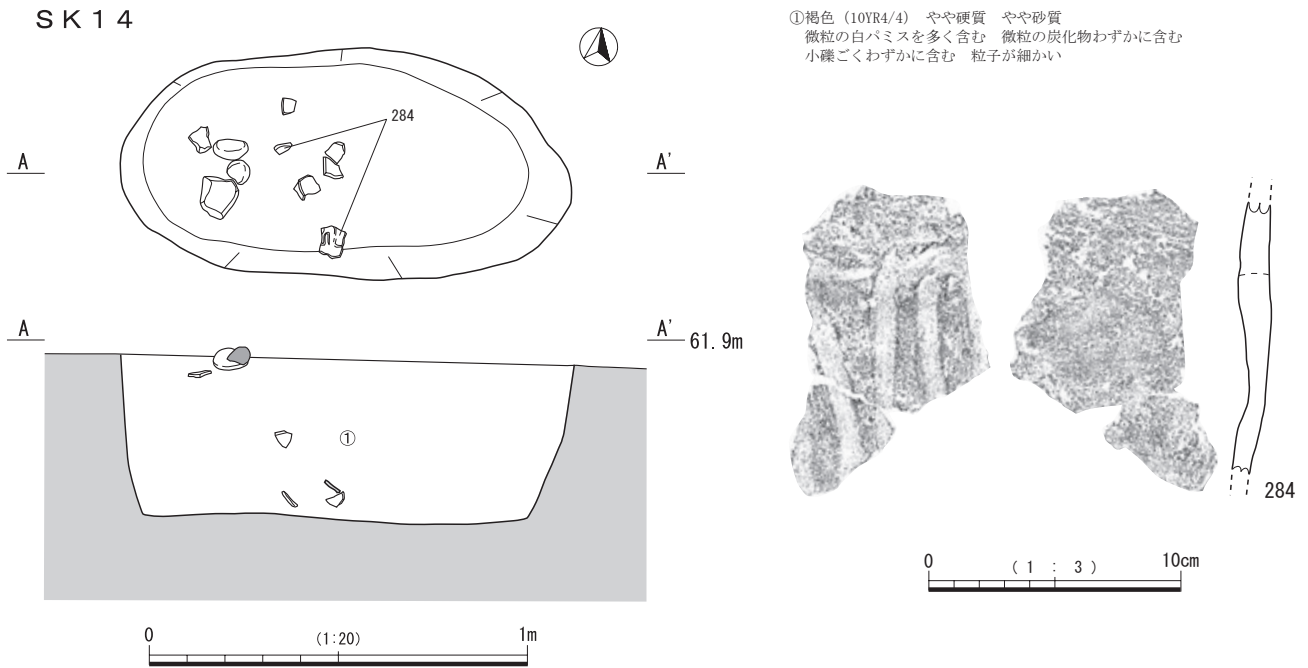 SK14
①褐色（10YR4/4） やや硬質 やや砂質
微粒の白パミスを多く含む 微粒の炭化物わずかに含む
小礫ごくわずかに含む 粒子が細かい
284
A A'
A A' 61.9m
①
0 (1:20) 1m
284
0 (1 : 3) 10cm